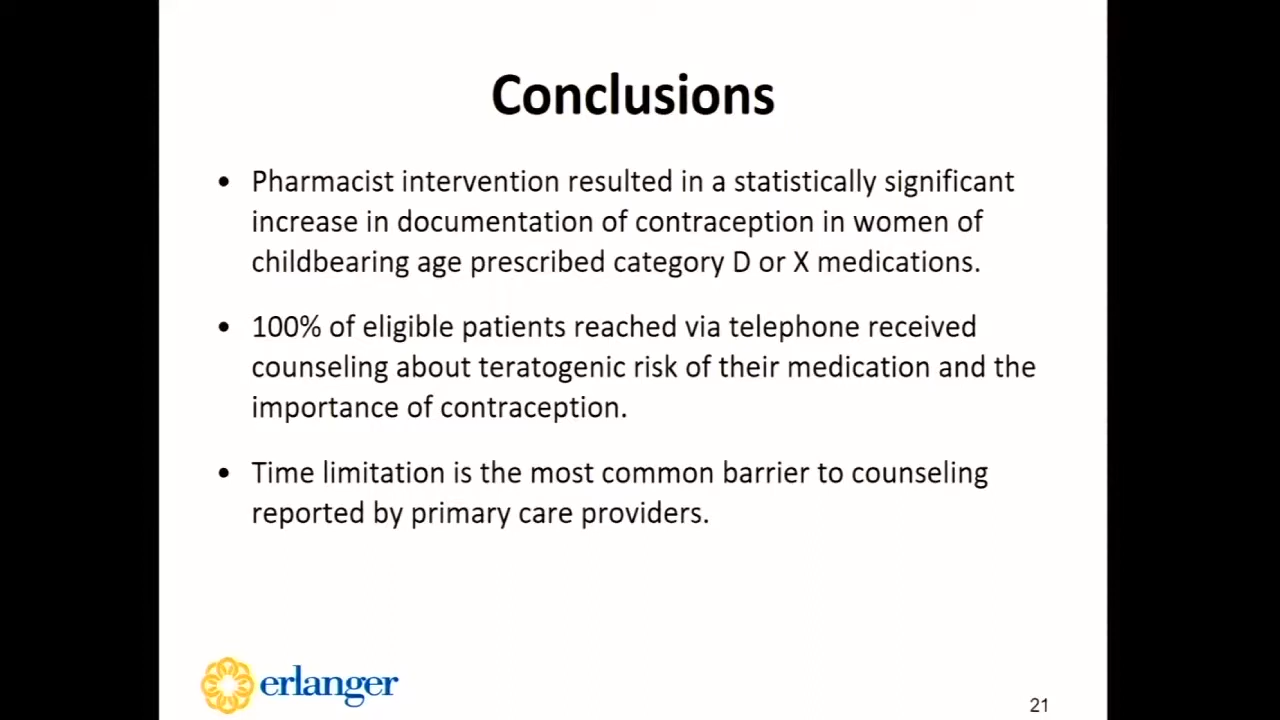 Conclusions
• Pharmacist intervention resulted in a statistically significant
increase in documentation of contraception in women of
childbearing age prescribed category D or X medications.
• 100% of eligible patients reached via telephone received
counseling about teratogenic risk of their medication and the
importance of contraception.
• Time limitation is the most common barrier to counseling
reported by primary care providers.
erlanger
21